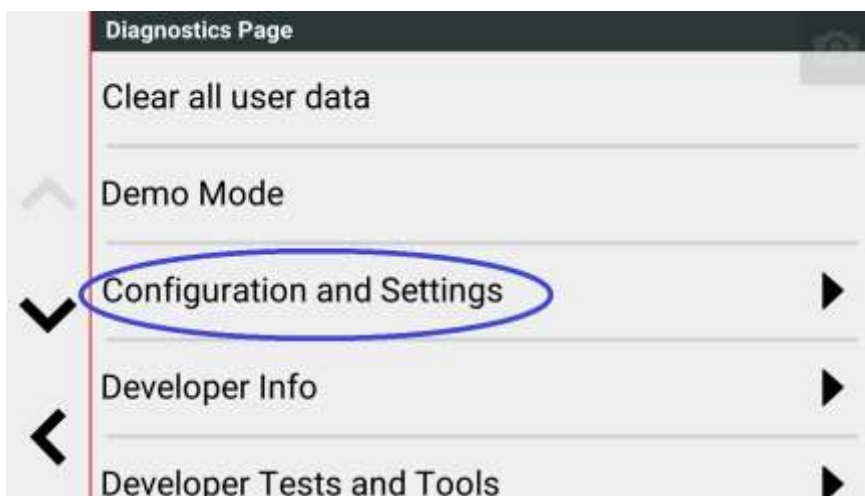 Diagnostics Page
Clear all user data
Demo Mode
Configuration and Settings
Developer Info
Developer Tests and Tools